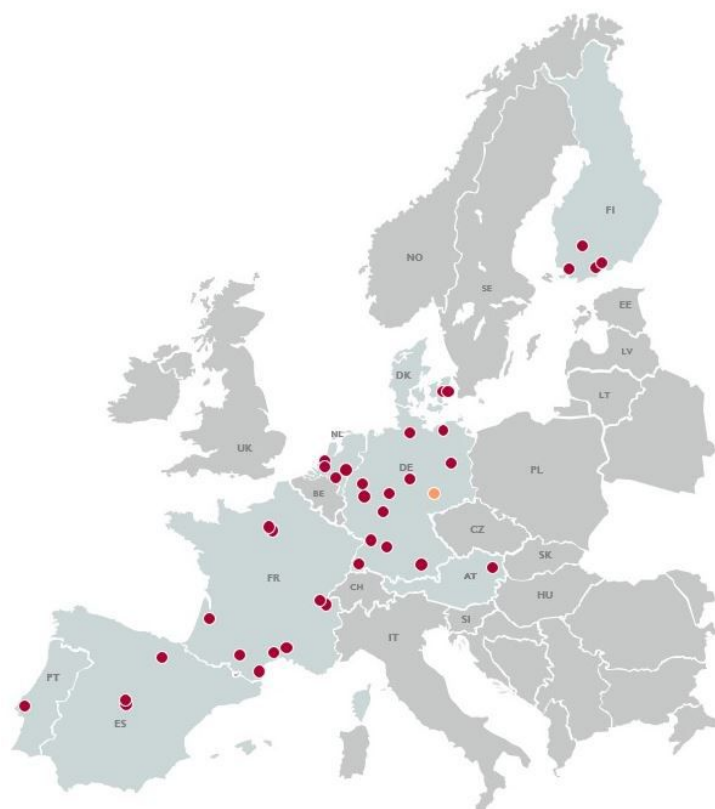 FI
NO
SE
EE
LV
DK
LT
NL
UK
DE
PL
BE
CZ
SK
FR
AT
CH
HU
SI
IT
PT
ES